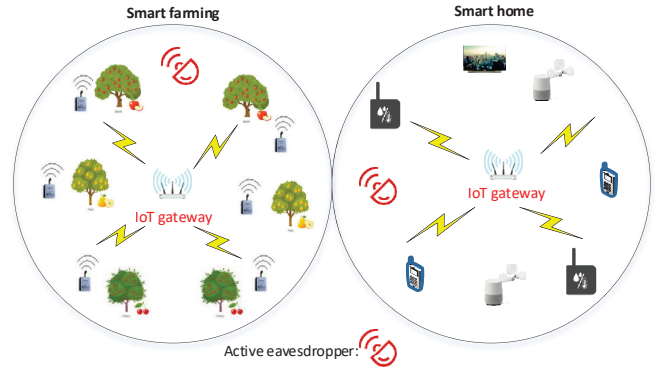 Smart farming
Smart home
IoT gateway
IoT gateway
Active eavesdropper: